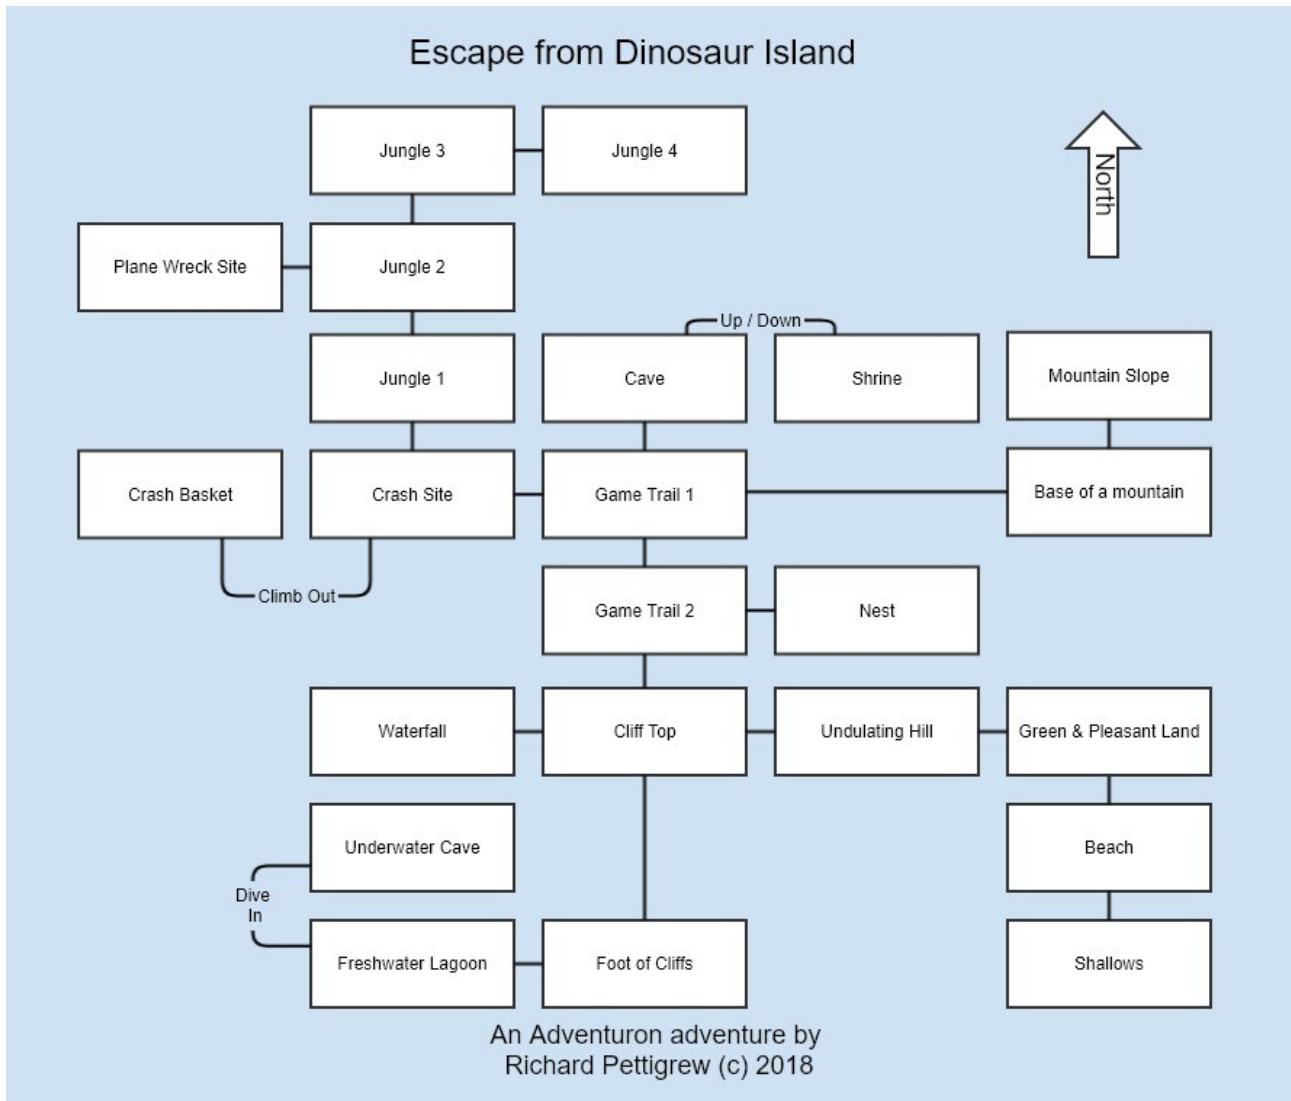 Escape from Dinosaur Island
Jungle 3
Jungle 4
North
Plane Wreck Site
Jungle 2
Up / Down
Jungle 1
Cave
Shrine
Mountain Slope
Crash Basket
Crash Site
Game Trail 1
Base of a mountain
Climb Out
Game Trail 2
Nest
Waterfall
Cliff Top
Undulating Hill
Green & Pleasant Land
Underwater Cave
Beach
Dive
In
Freshwater Lagoon
Foot of Cliffs
Shallows
An Adventuron adventure by
Richard Pettigrew (c) 2018